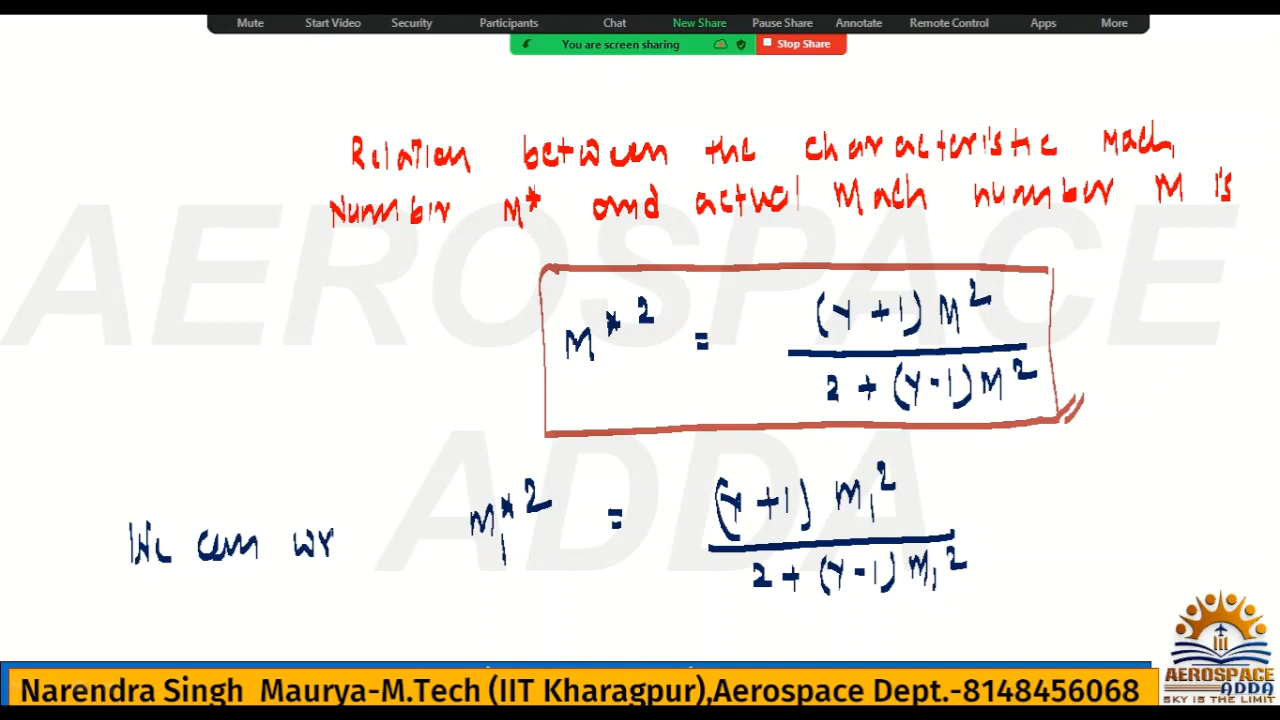 Mute Start Video Security Participants Chat New Share Pause Share Annotate Remote Control Apps More
You are screen sharing Stop Share
Relation between the characteristic Mach
Number M* and actual Mach number M is
M*² = (γ+1)M² / 2+(γ-1)M²
We can wr M₁*² = (γ+1)M₁² / 2+(γ-1)M₁²
AEROSPACE
ADDA
AEROSPACE
ADDA
SKY IS THE LIMIT
Narendra Singh Maurya-M.Tech (IIT Kharagpur),Aerospace Dept.-8148456068